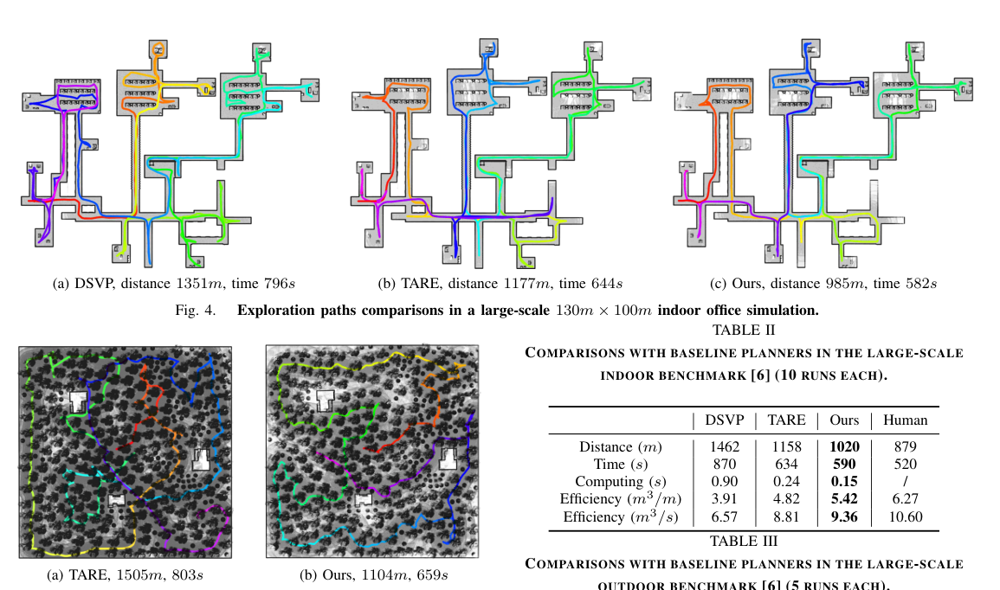 (a) DSVP, distance 1351m, time 796s
(b) TARE, distance 1177m, time 644s
(c) Ours, distance 985m, time 582s
Fig. 4. Exploration paths comparisons in a large-scale 130m × 100m indoor office simulation.
(a) TARE, 1505m, 803s
(b) Ours, 1104m, 659s
TABLE II
COMPARISONS WITH BASELINE PLANNERS IN THE LARGE-SCALE
INDOOR BENCHMARK [6] (10 RUNS EACH).
DSVP TARE Ours Human
Distance (m) 1462 1158 1020 879
Time (s) 870 634 590 520
Computing (s) 0.90 0.24 0.15 /
Efficiency (m³/m) 3.91 4.82 5.42 6.27
Efficiency (m³/s) 6.57 8.81 9.36 10.60
TABLE III
COMPARISONS WITH BASELINE PLANNERS IN THE LARGE-SCALE
OUTDOOR BENCHMARK [6] (5 RUNS EACH).